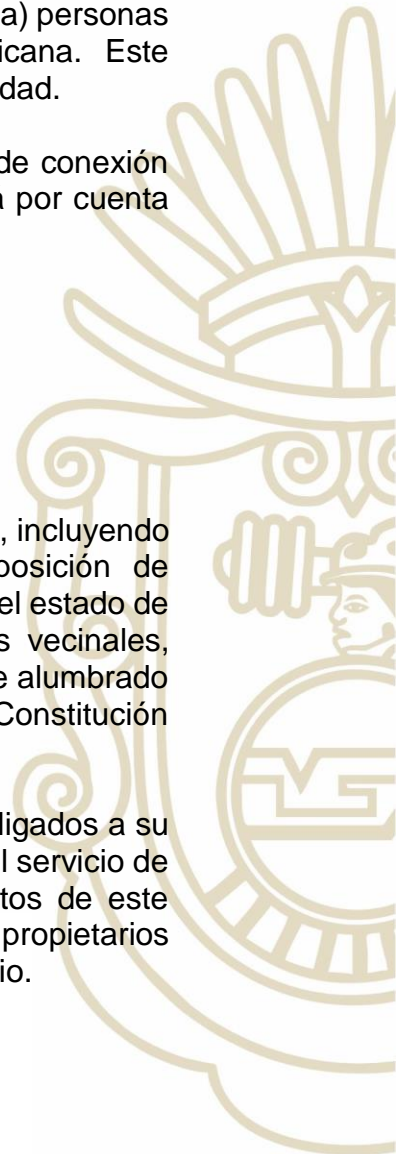 a) personas
icana. Este
dad.
de conexión
a por cuenta
, incluyendo
posición de
el estado de
s vecinales,
e alumbrado
Constitución
ligados a su
l servicio de
tos de este
propietarios
io.